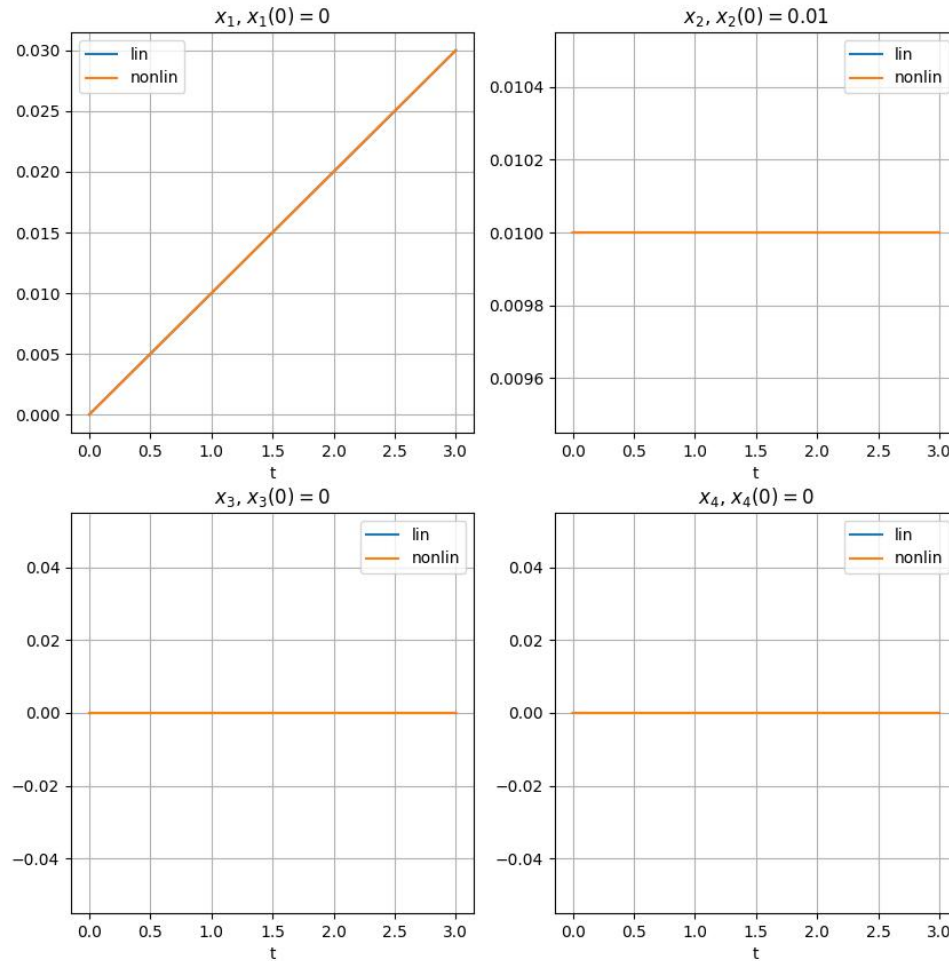 x₁, x₁(0) = 0
lin
nonlin
0.030
0.025
0.020
0.015
0.010
0.005
0.000
0.0 0.5 1.0 1.5 2.0 2.5 3.0
t
x₂, x₂(0) = 0.01
lin
nonlin
0.0104
0.0102
0.0100
0.0098
0.0096
0.0 0.5 1.0 1.5 2.0 2.5 3.0
t
x₃, x₃(0) = 0
lin
nonlin
0.04
0.02
0.00
−0.02
−0.04
0.0 0.5 1.0 1.5 2.0 2.5 3.0
t
x₄, x₄(0) = 0
lin
nonlin
0.04
0.02
0.00
−0.02
−0.04
0.0 0.5 1.0 1.5 2.0 2.5 3.0
t